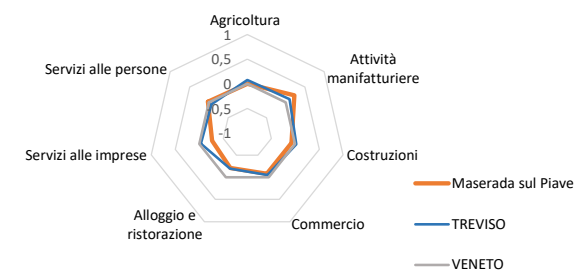 Agricoltura
1
0,5
0
-0,5
-1
Attività
manifatturiere
Costruzioni
Commercio
Alloggio e
ristorazione
Servizi alle imprese
Servizi alle persone
Maserada sul Piave
TREVISO
VENETO